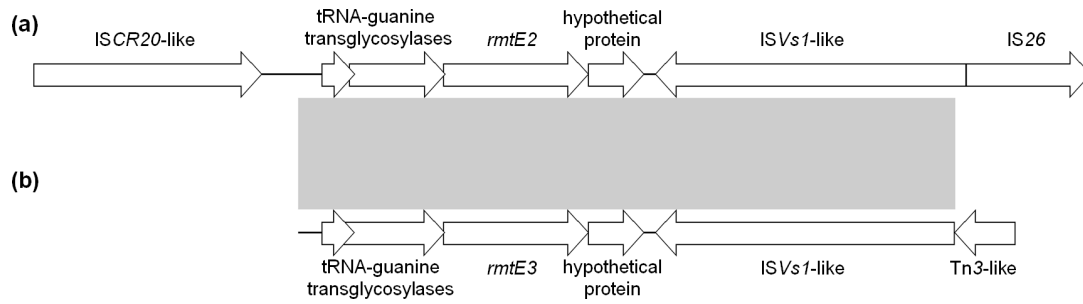 (a)
ISCR20-like
tRNA-guanine
transglycosylases
rmtE2
hypothetical
protein
ISVs1-like
IS26
(b)
tRNA-guanine
transglycosylases
rmtE3
hypothetical
protein
ISVs1-like
Tn3-like